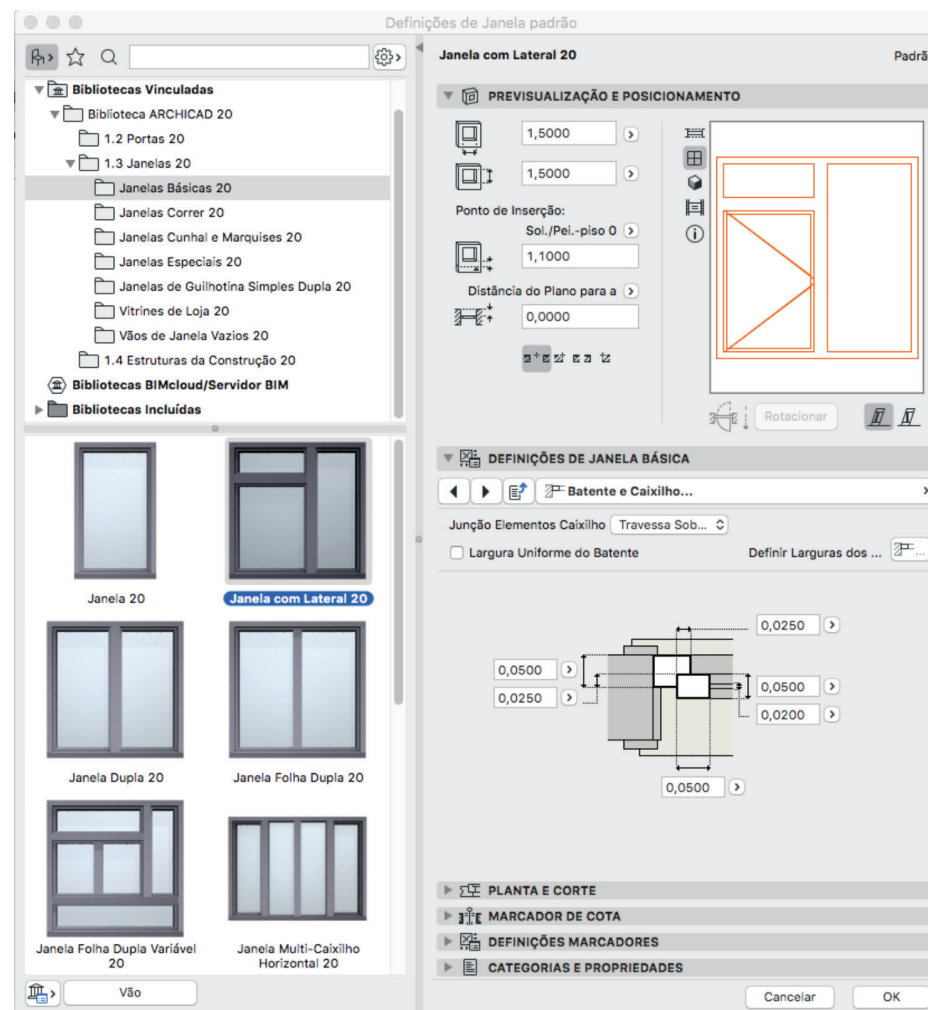 Definições de Janela padrão
Bibliotecas Vinculadas
Biblioteca ARCHICAD 20
1.2 Portas 20
1.3 Janelas 20
Janelas Básicas 20
Janelas Correr 20
Janelas Cunhal e Marquises 20
Janelas Especiais 20
Janelas de Guilhotina Simples Dupla 20
Vitrines de Loja 20
Vãos de Janela Vazios 20
1.4 Estruturas da Construção 20
Bibliotecas BIMcloud/Servidor BIM
Bibliotecas Incluídas
Janela 20
Janela com Lateral 20
Janela Dupla 20
Janela Folha Dupla 20
Janela Folha Dupla Variável
20
Janela Multi-Caixilho
Horizontal 20
Vão
Janela com Lateral 20
Padrã
PREVISUALIZAÇÃO E POSICIONAMENTO
1,5000
1,5000
Ponto de Inserção:
Sol./Pei.-piso 0
1,1000
Distância do Plano para a
0,0000
Rotacionar
DEFINIÇÕES DE JANELA BÁSICA
Batente e Caixilho...
Junção Elementos Caixilho Travessa Sob...
Largura Uniforme do Batente Definir Larguras dos ... ...
0,0250
0,0500
0,0250
0,0500
0,0200
0,0500
PLANTA E CORTE
MARCADOR DE COTA
DEFINIÇÕES MARCADORES
CATEGORIAS E PROPRIEDADES
Cancelar OK